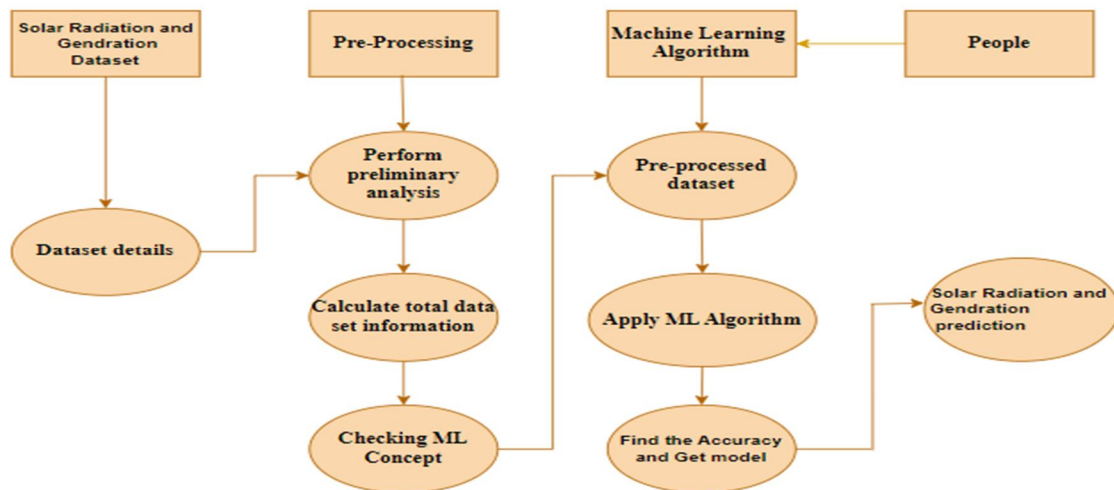 Solar Radiation and
Gendration
Dataset
Pre-Processing
Machine Learning
Algorithm
People
Perform
preliminary
analysis
Pre-processed
dataset
Dataset details
Calculate total data
set information
Apply ML Algorithm
Solar Radiation and
Gendration
prediction
Checking ML
Concept
Find the Accuracy
and Get model